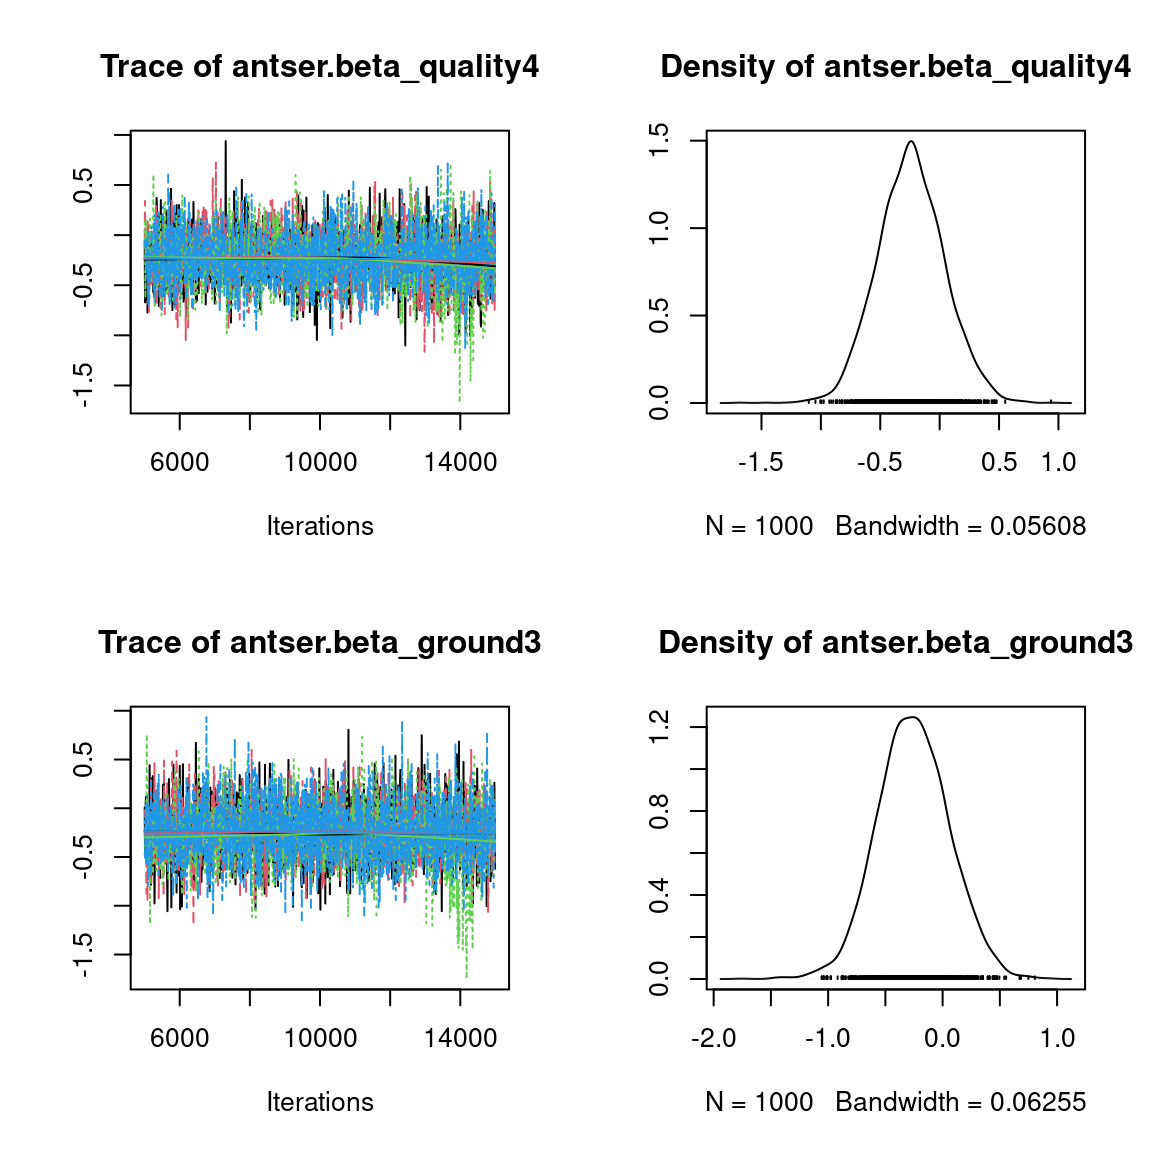 Trace of antser.beta_quality4
0.5
-0.5
-1.5
6000 10000 14000
Iterations
Density of antser.beta_quality4
1.5
1.0
0.5
0.0
-1.5 -0.5 0.5 1.0
N = 1000 Bandwidth = 0.05608
Trace of antser.beta_ground3
0.5
-0.5
-1.5
6000 10000 14000
Iterations
Density of antser.beta_ground3
1.2
0.8
0.4
0.0
-2.0 -1.0 0.0 1.0
N = 1000 Bandwidth = 0.06255